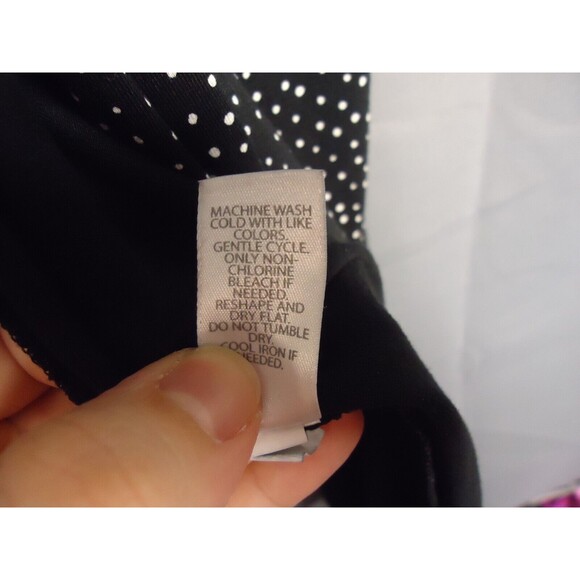 MACHINE WASH
COLD WITH LIKE
COLORS.
GENTLE CYCLE.
ONLY NON-
CHLORINE
BLEACH IF
NEEDED.
RESHAPE AND
DRY FLAT.
DO NOT TUMBLE
DRY.
COOL IRON IF
NEEDED.